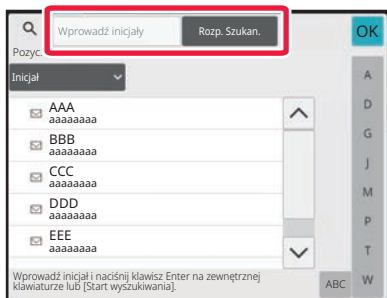 Wprowadź inicjały
Rozp. Szukan.
OK
Pozyc.
Inicjał
AAA
aaaaaaaa
BBB
aaaaaaaa
CCC
aaaaaaaa
DDD
aaaaaaaa
EEE
aaaaaaaa
A
D
G
J
M
P
T
W
ABC
Wprowadź inicjał i naciśnij klawisz Enter na zewnętrznej
klawiaturze lub [Start wyszukiwania].